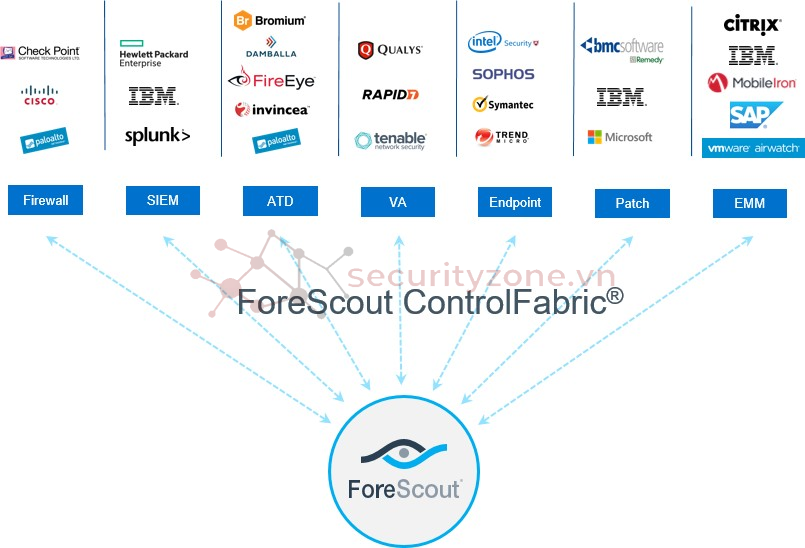 Check Point
SOFTWARE TECHNOLOGIES LTD.
CISCO
paloalto
Hewlett Packard
Enterprise
IBM
splunk>
Br Bromium
DAMBALLA
FireEye
invincea
paloalto
QUALYS
RAPID7
tenable
network security
intel Security
SOPHOS
Symantec
TREND
MICRO
bmcsoftware
Remedy
IBM
Microsoft
CITRIX
IBM
MobileIron
SAP
vmware airwatch
Firewall
SIEM
ATD
VA
Endpoint
Patch
EMM
securityzone.vn
ForeScout ControlFabric®
ForeScout